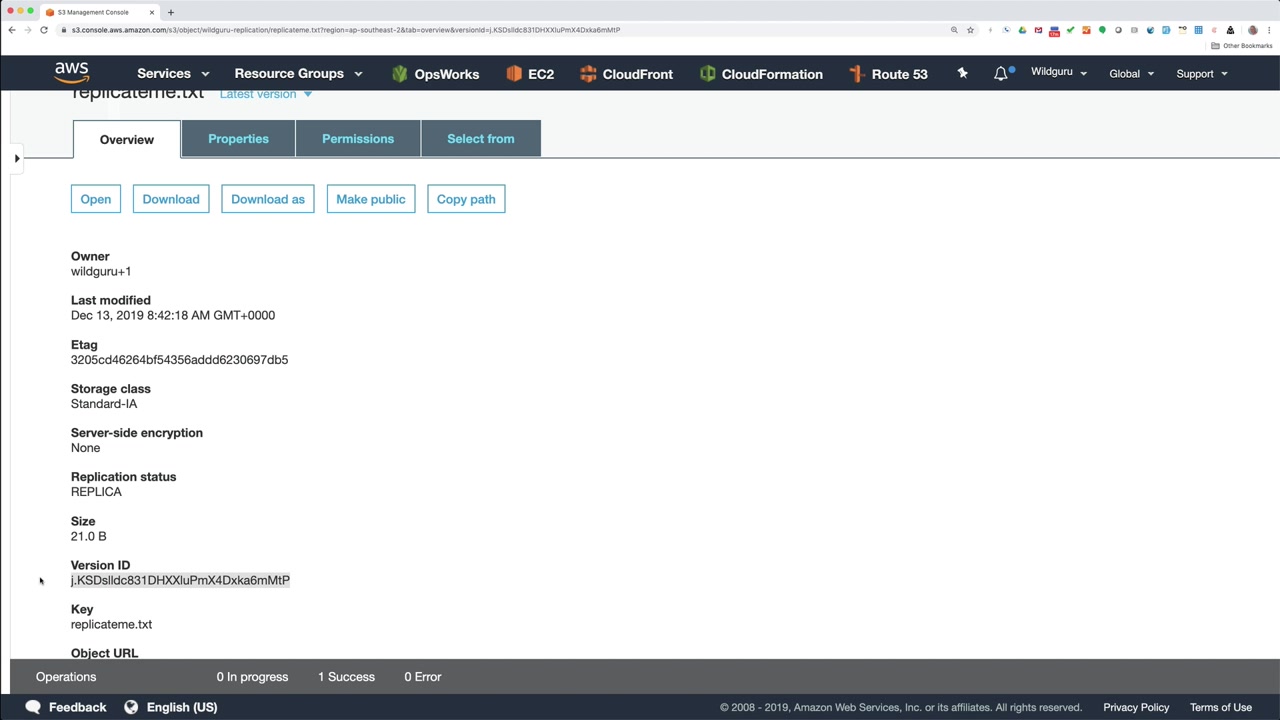 S3 Management Console
s3.console.aws.amazon.com/s3/object/wildguru-replication/replicateme.txt?region=ap-southeast-2&tab=overview&versionId=j.KSDslldc831DHXXluPmX4Dxka6mMtP
Other Bookmarks
aws Services Resource Groups OpsWorks EC2 CloudFront CloudFormation Route 53 Wildguru Global Support
replicateme.txt Latest version
Overview Properties Permissions Select from
Open Download Download as Make public Copy path
Owner
wildguru+1
Last modified
Dec 13, 2019 8:42:18 AM GMT+0000
Etag
3205cd46264bf54356addd6230697db5
Storage class
Standard-IA
Server-side encryption
None
Replication status
REPLICA
Size
21.0 B
Version ID
j.KSDslldc831DHXXluPmX4Dxka6mMtP
Key
replicateme.txt
Object URL
Operations 0 In progress 1 Success 0 Error
Feedback English (US) © 2008 - 2019, Amazon Web Services, Inc. or its affiliates. All rights reserved. Privacy Policy Terms of Use